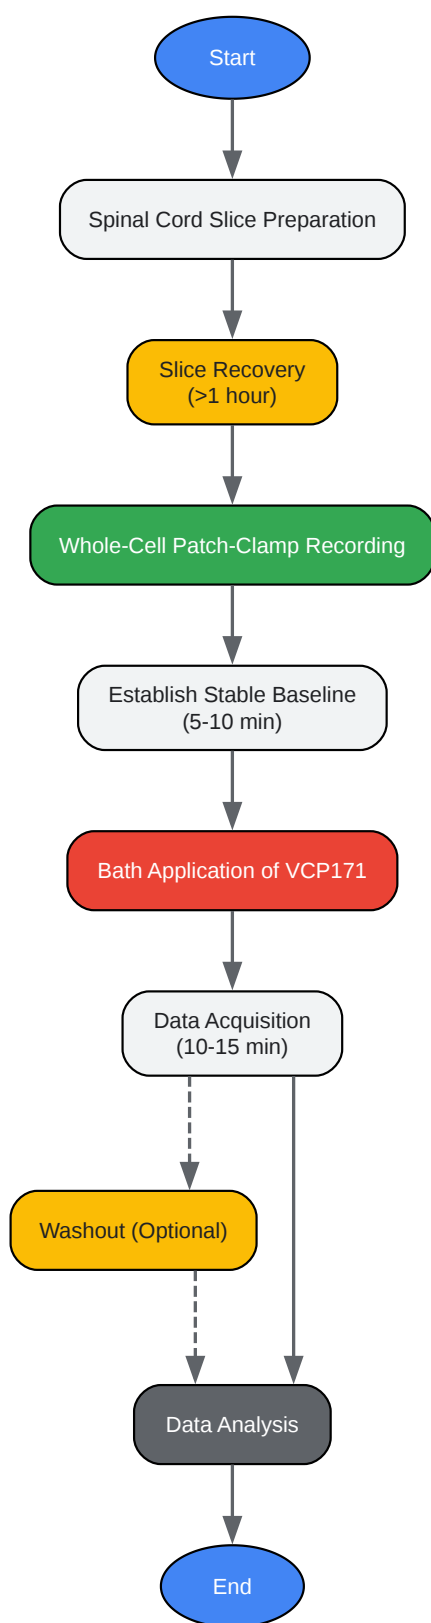 Start
Spinal Cord Slice Preparation
Slice Recovery
(>1 hour)
Whole-Cell Patch-Clamp Recording
Establish Stable Baseline
(5-10 min)
Bath Application of VCP171
Data Acquisition
(10-15 min)
Washout (Optional)
Data Analysis
End